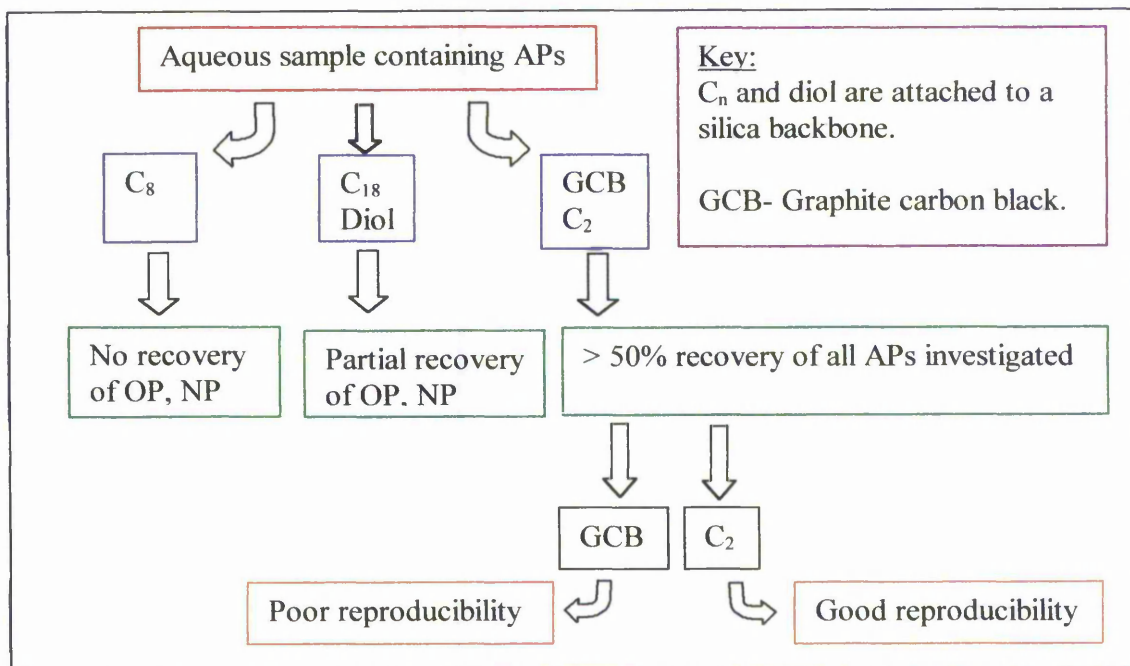 Aqueous sample containing APs
Key:
Cₙ and diol are attached to a
silica backbone.
GCB- Graphite carbon black.
C₈
C₁₈
Diol
GCB
C₂
No recovery
of OP, NP
Partial recovery
of OP. NP
> 50% recovery of all APs investigated
GCB
C₂
Poor reproducibility
Good reproducibility